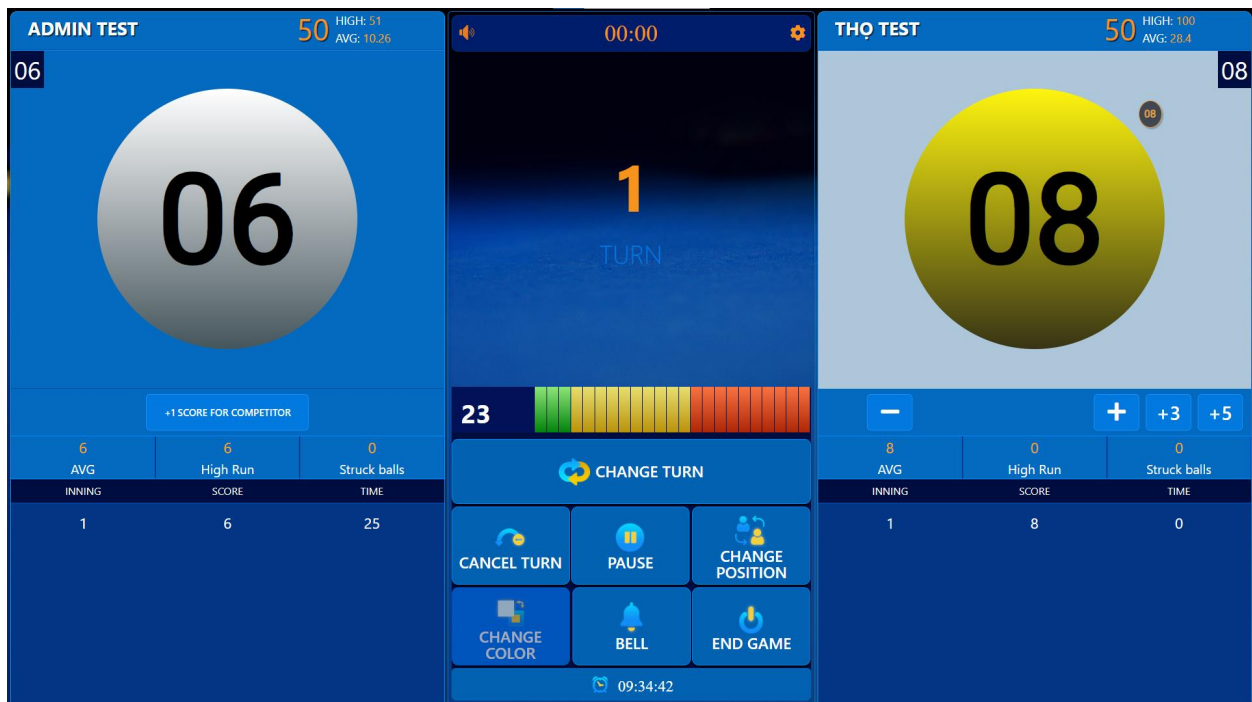 ADMIN TEST
50
HIGH: 51
AVG: 10.26
06
06
+1 SCORE FOR COMPETITOR
6 6 0
AVG High Run Struck balls
INNING SCORE TIME
1 6 25
00:00
1
TURN
23
CHANGE TURN
CANCEL TURN
PAUSE
CHANGE
POSITION
CHANGE
COLOR
BELL
END GAME
09:34:42
THỌ TEST
50
HIGH: 100
AVG: 28.4
08
08
08
− + +3 +5
8 0 0
AVG High Run Struck balls
INNING SCORE TIME
1 8 0